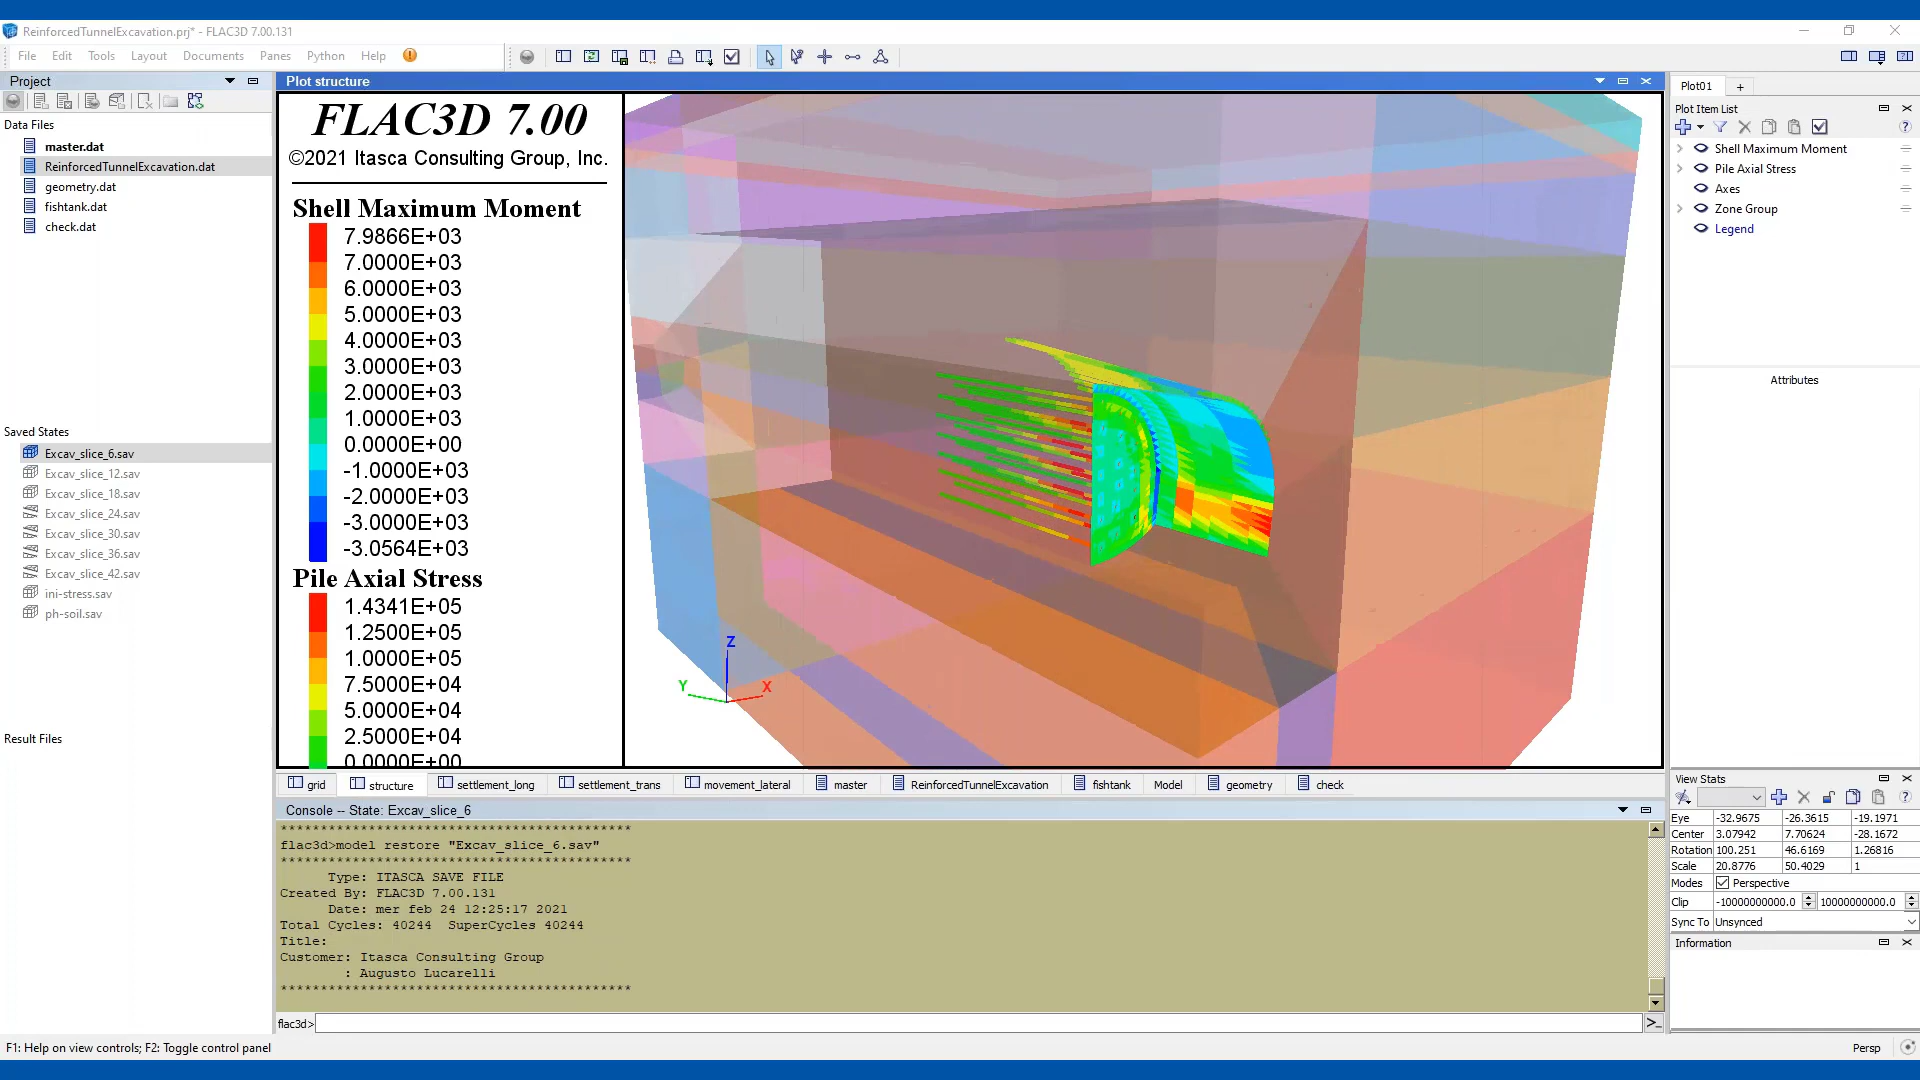 ReinforcedTunnelExcavation.prj* - FLAC3D 7.00.131
File Edit Tools Layout Documents Panes Python Help
Project
Data Files
master.dat
ReinforcedTunnelExcavation.dat
geometry.dat
fishtank.dat
check.dat
Saved States
Excav_slice_6.sav
Excav_slice_12.sav
Excav_slice_18.sav
Excav_slice_24.sav
Excav_slice_30.sav
Excav_slice_36.sav
Excav_slice_42.sav
ini-stress.sav
ph-soil.sav
Result Files
Plot structure
FLAC3D 7.00
©2021 Itasca Consulting Group, Inc.
Shell Maximum Moment
7.9866E+03
7.0000E+03
6.0000E+03
5.0000E+03
4.0000E+03
3.0000E+03
2.0000E+03
1.0000E+03
0.0000E+00
-1.0000E+03
-2.0000E+03
-3.0000E+03
-3.0564E+03
Pile Axial Stress
1.4341E+05
1.2500E+05
1.0000E+05
7.5000E+04
5.0000E+04
2.5000E+04
0.0000E+00
Z
Y
X
grid structure settlement_long settlement_trans movement_lateral master ReinforcedTunnelExcavation fishtank Model geometry check
Console -- State: Excav_slice_6
********************************************
flac3d>model restore "Excav_slice_6.sav"
********************************************
Type: ITASCA SAVE FILE
Created By: FLAC3D 7.00.131
Date: mer feb 24 12:25:17 2021
Total Cycles: 40244 SuperCycles 40244
Title:
Customer: Itasca Consulting Group
: Augusto Lucarelli
********************************************
flac3d>
Plot01 +
Plot Item List
Shell Maximum Moment
Pile Axial Stress
Axes
Zone Group
Legend
Attributes
View Stats
Eye -32.9675 -26.3615 -19.1971
Center 3.07942 7.70624 -28.1672
Rotation 100.251 46.6169 1.26816
Scale 20.8776 50.4029 1
Modes Perspective
Clip -10000000000.0 10000000000.0
Sync To Unsynced
Information
F1: Help on view controls; F2: Toggle control panel
Persp